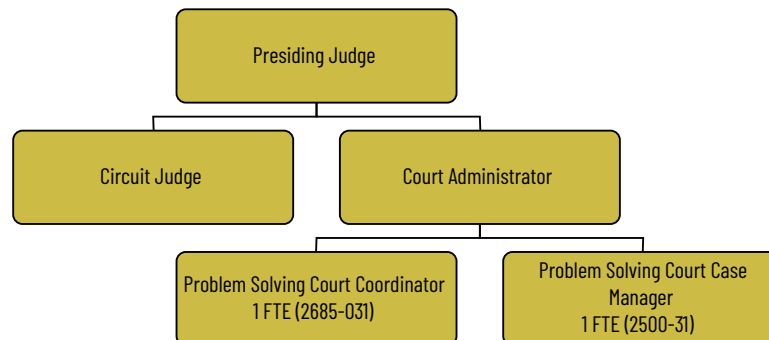 Presiding Judge
Circuit Judge
Court Administrator
Problem Solving Court Coordinator
1 FTE (2685-031)
Problem Solving Court Case
Manager
1 FTE (2500-31)